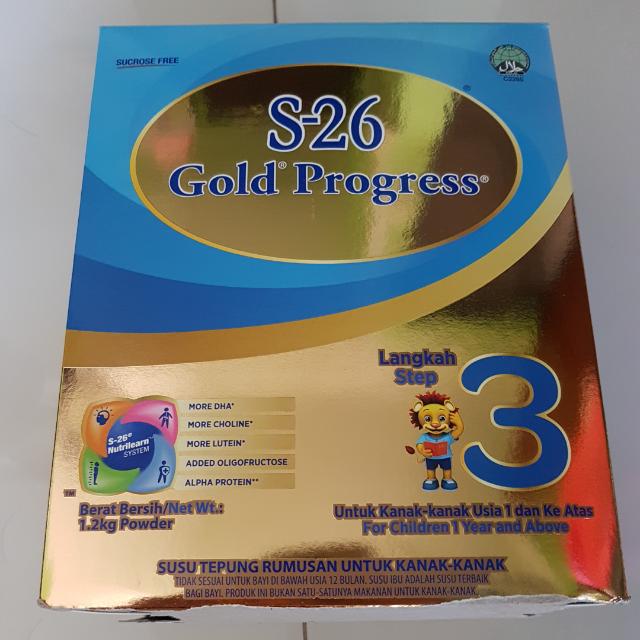 SUCROSE FREE
حلال
S-26
Gold® Progress®
Langkah
Step
3
S-26®
Nutrilearn™
SYSTEM
MORE DHA*
MORE CHOLINE*
MORE LUTEIN*
ADDED OLIGOFRUCTOSE
ALPHA PROTEIN**
TM
Berat Bersih/Net Wt.:
1.2kg Powder
Untuk Kanak-kanak Usia 1 dan Ke Atas
For Children 1 Year and Above
SUSU TEPUNG RUMUSAN UNTUK KANAK-KANAK
TIDAK SESUAI UNTUK BAYI DI BAWAH USIA 12 BULAN. SUSU IBU ADALAH SUSU TERBAIK
BAGI BAYI. PRODUK INI BUKAN SATU-SATUNYA MAKANAN UNTUK KANAK-KANAK.